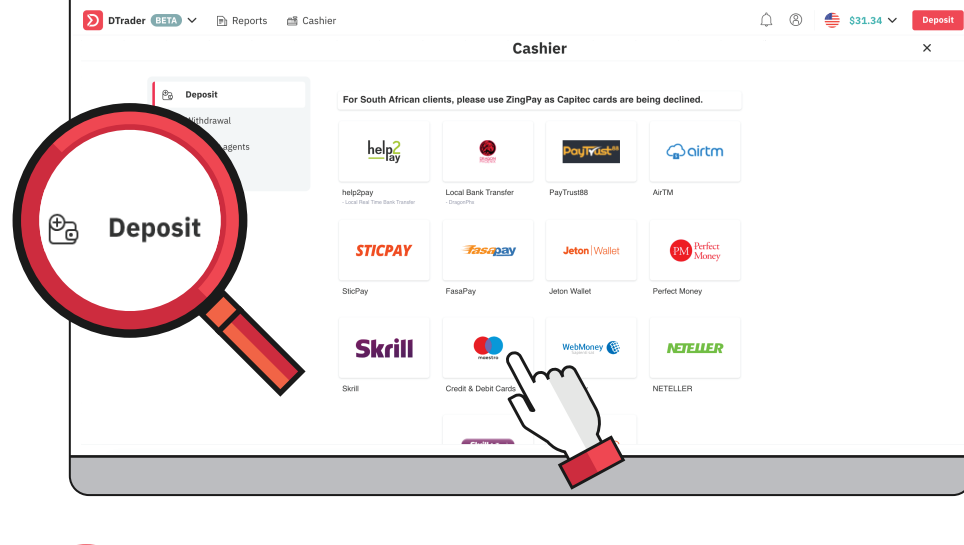 DTrader BETA Reports Cashier $31.34 Deposit
Cashier
Deposit
Withdrawal
agents
Deposit
For South African clients, please use ZingPay as Capitec cards are being declined.
help2pay PayTrust88 airtm
help2pay Local Bank Transfer PayTrust88 AirTM
- Local Real Time Bank Transfer - DragonPhx
STICPAY Fasapay Jeton Wallet PM Perfect Money
SticPay FasaPay Jeton Wallet Perfect Money
Skrill maestro WebMoney NETELLER
Skrill Credit & Debit Cards NETELLER